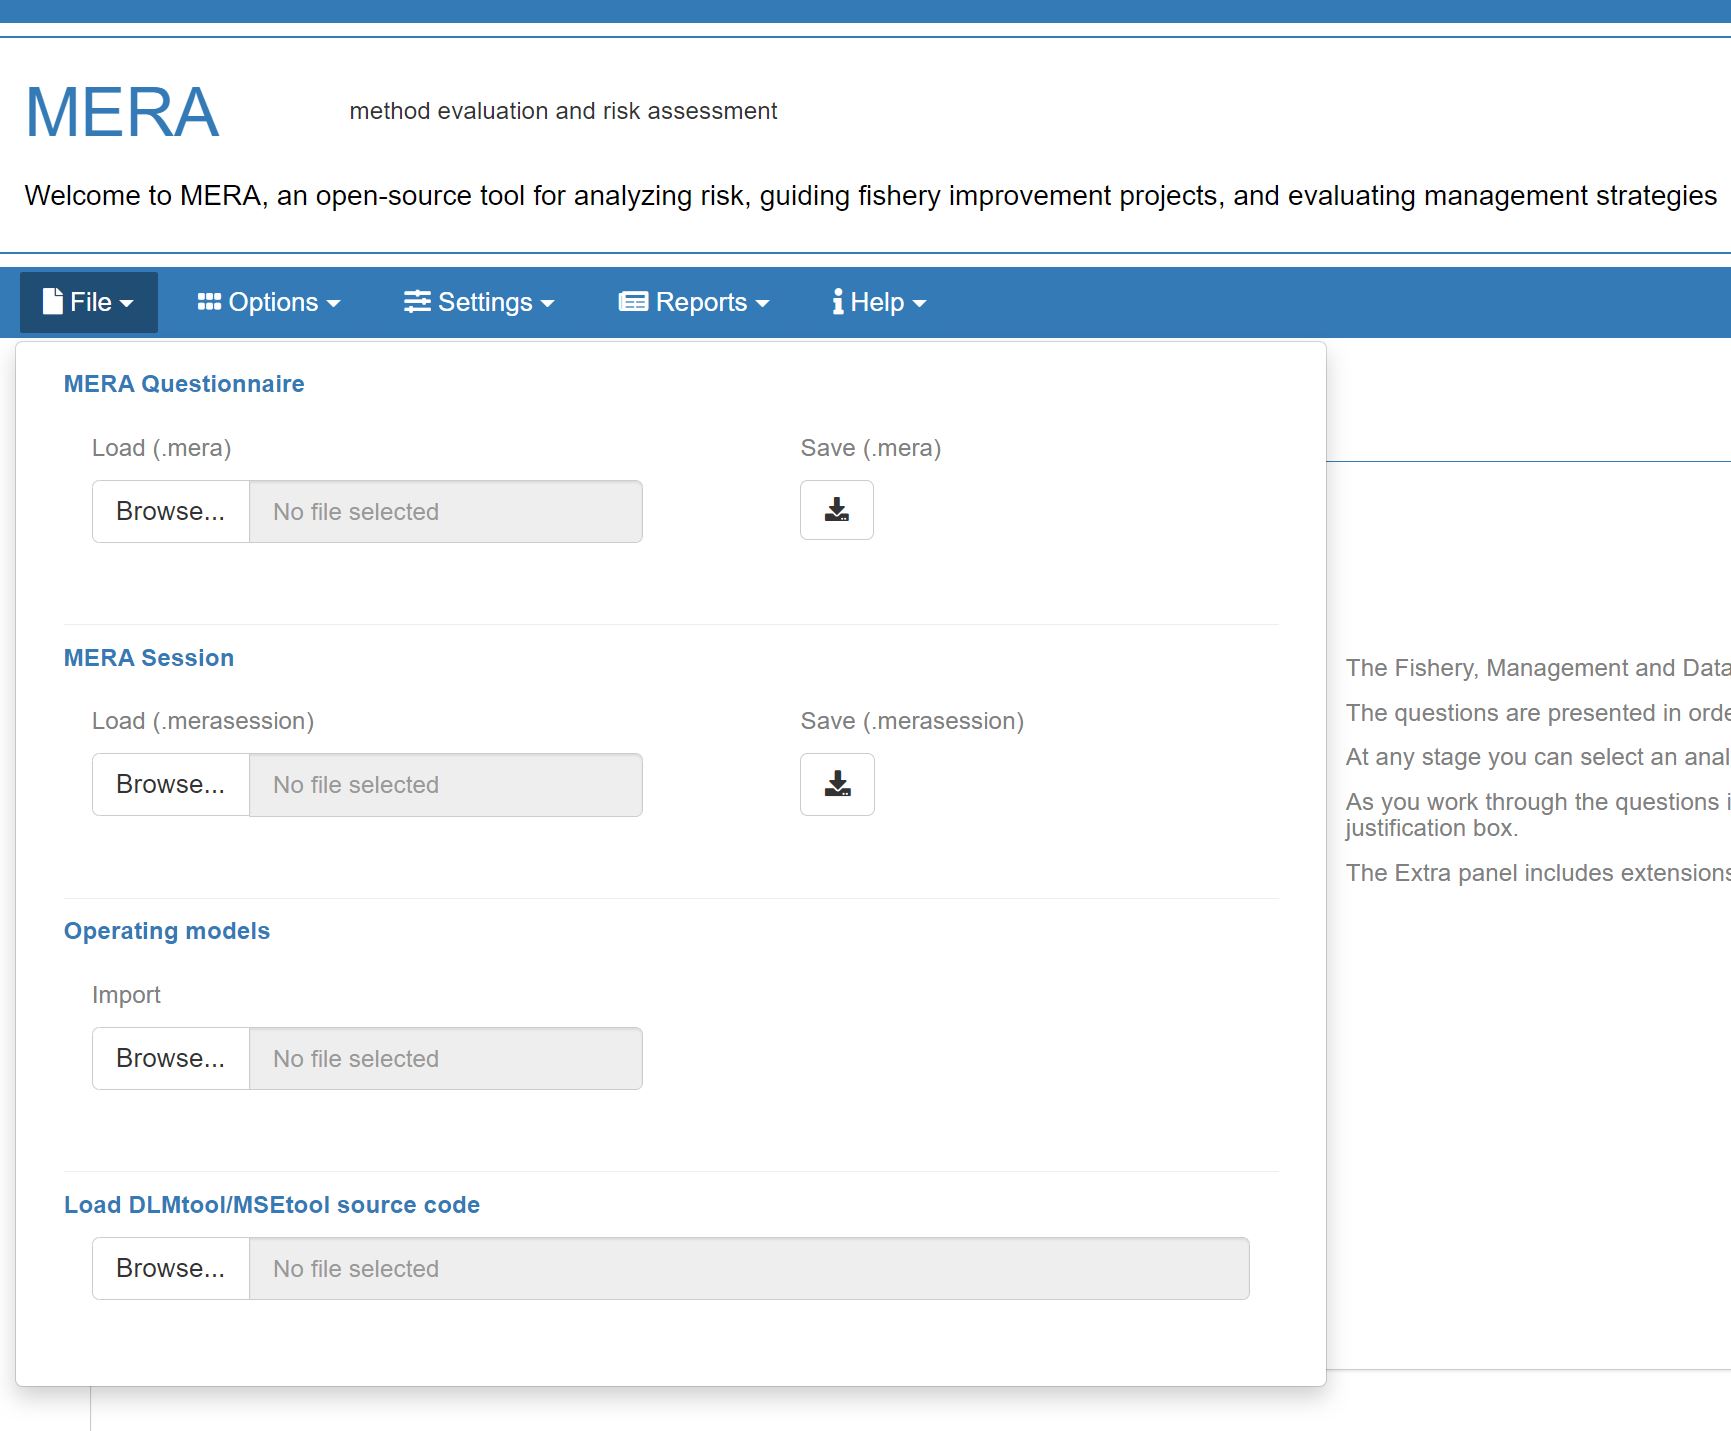 MERA
method evaluation and risk assessment
Welcome to MERA, an open-source tool for analyzing risk, guiding fishery improvement projects, and evaluating management strategies
File Options Settings Reports Help
MERA Questionnaire
Load (.mera) Save (.mera)
Browse... No file selected
MERA Session
Load (.merasession) Save (.merasession)
Browse... No file selected
Operating models
Import
Browse... No file selected
Load DLMtool/MSEtool source code
Browse... No file selected
The Fishery, Management and Data
The questions are presented in
At any stage you can select an
As you work through the questions
justification box.
The Extra panel includes extensions